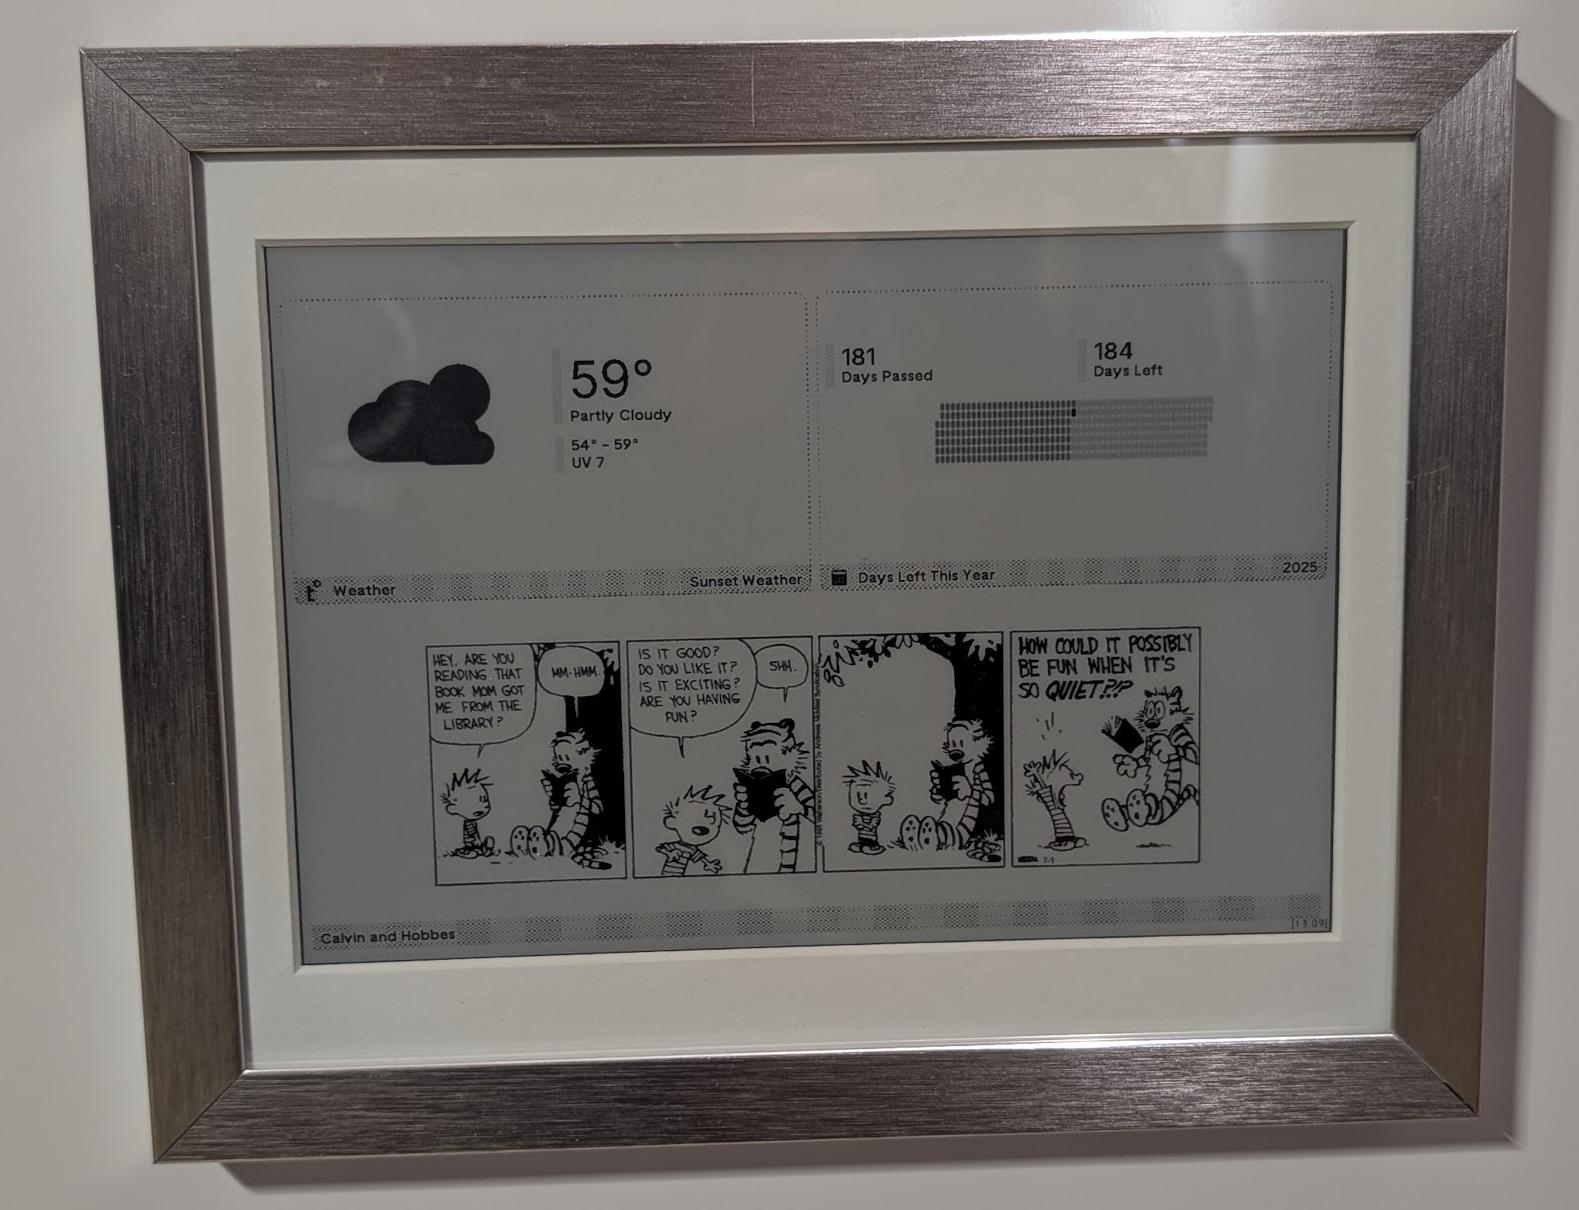 59°
Partly Cloudy
54° - 59°
UV 7
Weather
Sunset Weather
181
Days Passed
184
Days Left
Days Left This Year
2025
HEY, ARE YOU
READING THAT
BOOK MOM GOT
ME FROM THE
LIBRARY?
MM-HMM.
IS IT GOOD?
DO YOU LIKE IT?
IS IT EXCITING?
ARE YOU HAVING
FUN?
SHH.
HOW COULD IT POSSIBLY
BE FUN WHEN IT'S
SO QUIET?!?
7-1
Calvin and Hobbes
[13.09]